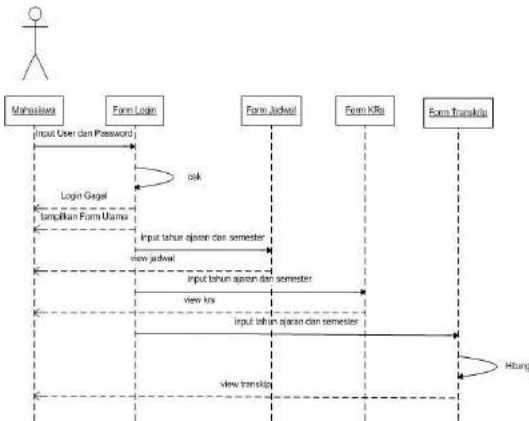 Mahasiswa
Form Login
Form Jadwal
Form KRs
Form Transkip
Input User dan Password
cek
Login Gagal
tampilkan Form Utama
input tahun ajaran dan semester
view jadwal
input tahun ajaran dan semester
view krs
input tahun ajaran dan semester
Hitung
view transkip